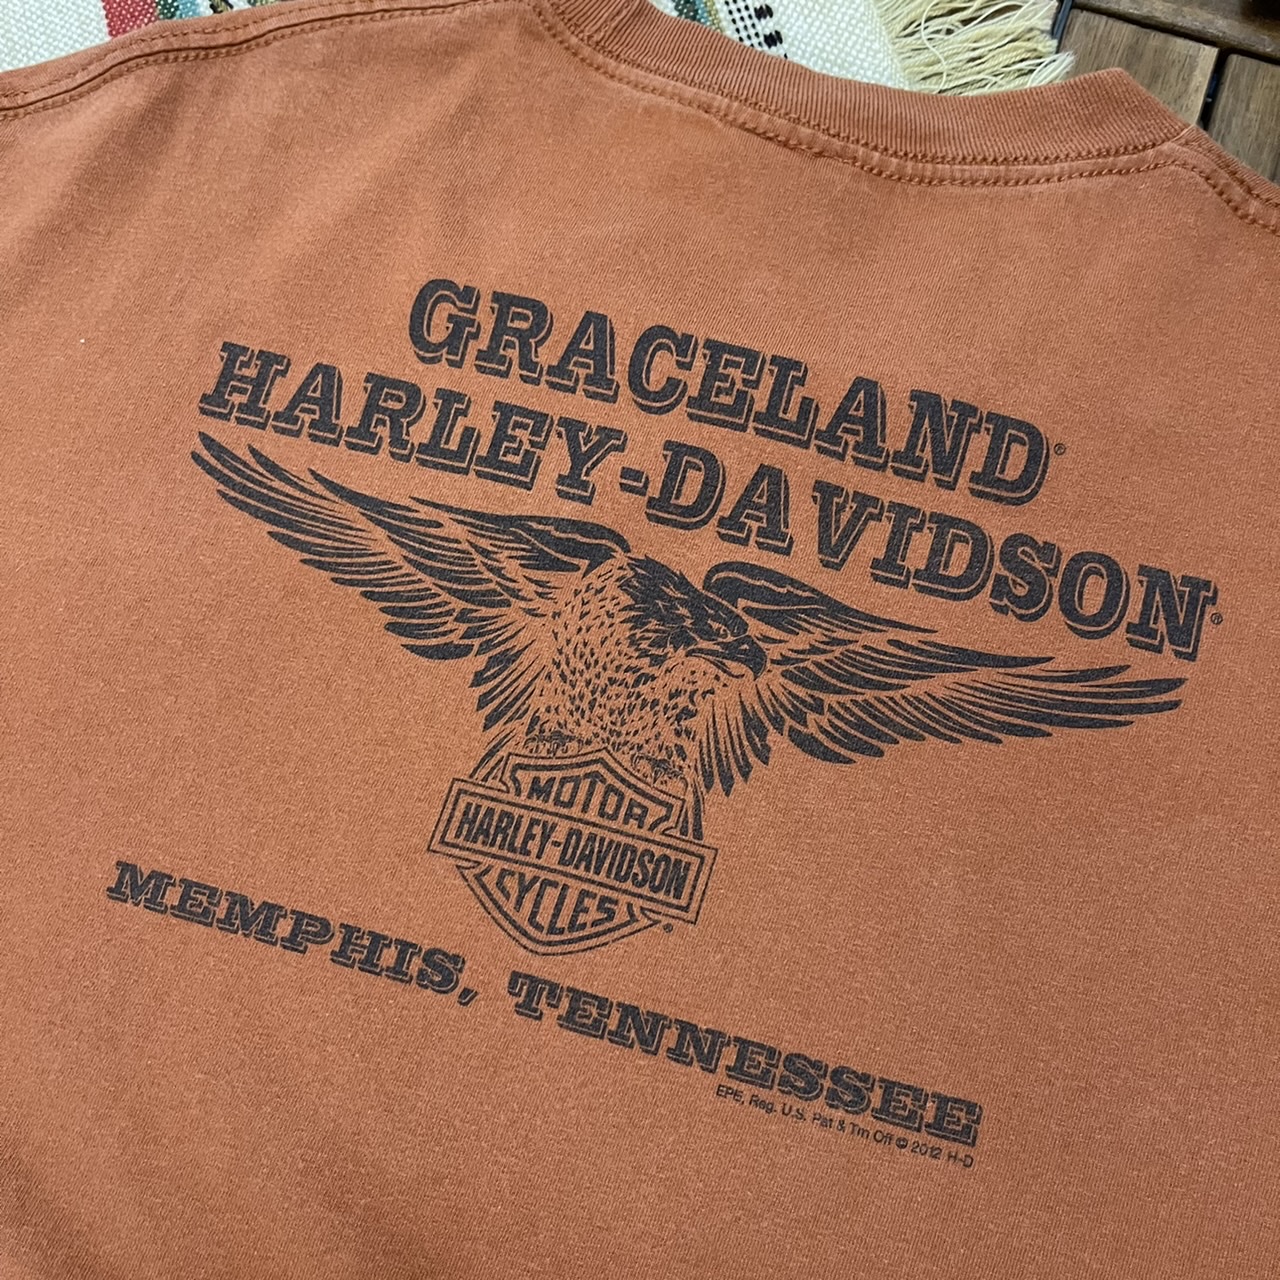 GRACELAND®
HARLEY-DAVIDSON®
MOTOR
HARLEY-DAVIDSON
CYCLES ®
MEMPHIS, TENNESSEE
EPE, Reg. U.S. Pat & Tm Off © 2012 H-D